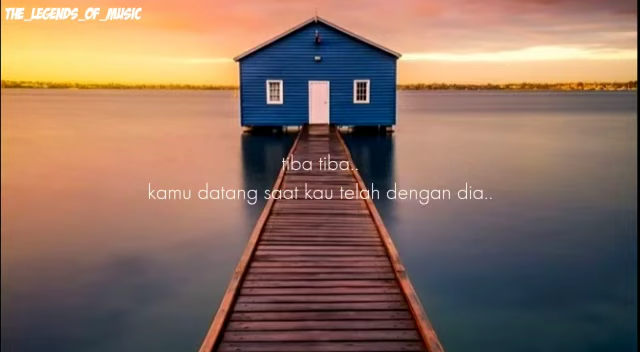 THE_LEGENDS_OF_MUSIC
tiba tiba..
kamu datang saat kau telah dengan dia..